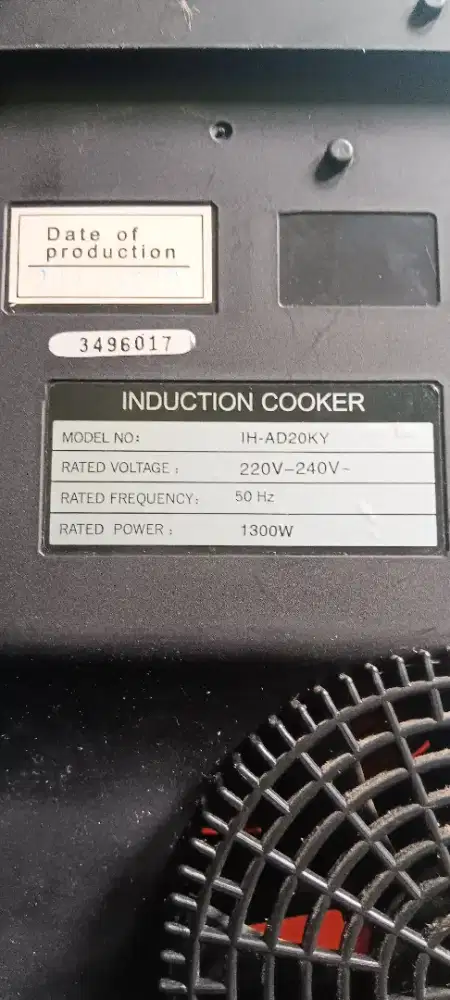 Date of
production
3496017
INDUCTION COOKER
MODEL NO: IH-AD20KY
RATED VOLTAGE : 220V-240V~
RATED FREQUENCY: 50 Hz
RATED POWER : 1300W